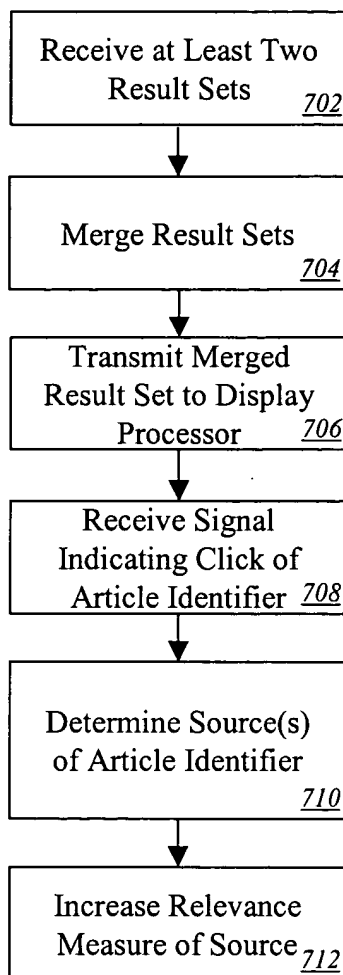 Receive at Least Two
Result Sets
702
Merge Result Sets
704
Transmit Merged
Result Set to Display
Processor 706
Receive Signal
Indicating Click of
Article Identifier 708
Determine Source(s)
of Article Identifier
710
Increase Relevance
Measure of Source 712